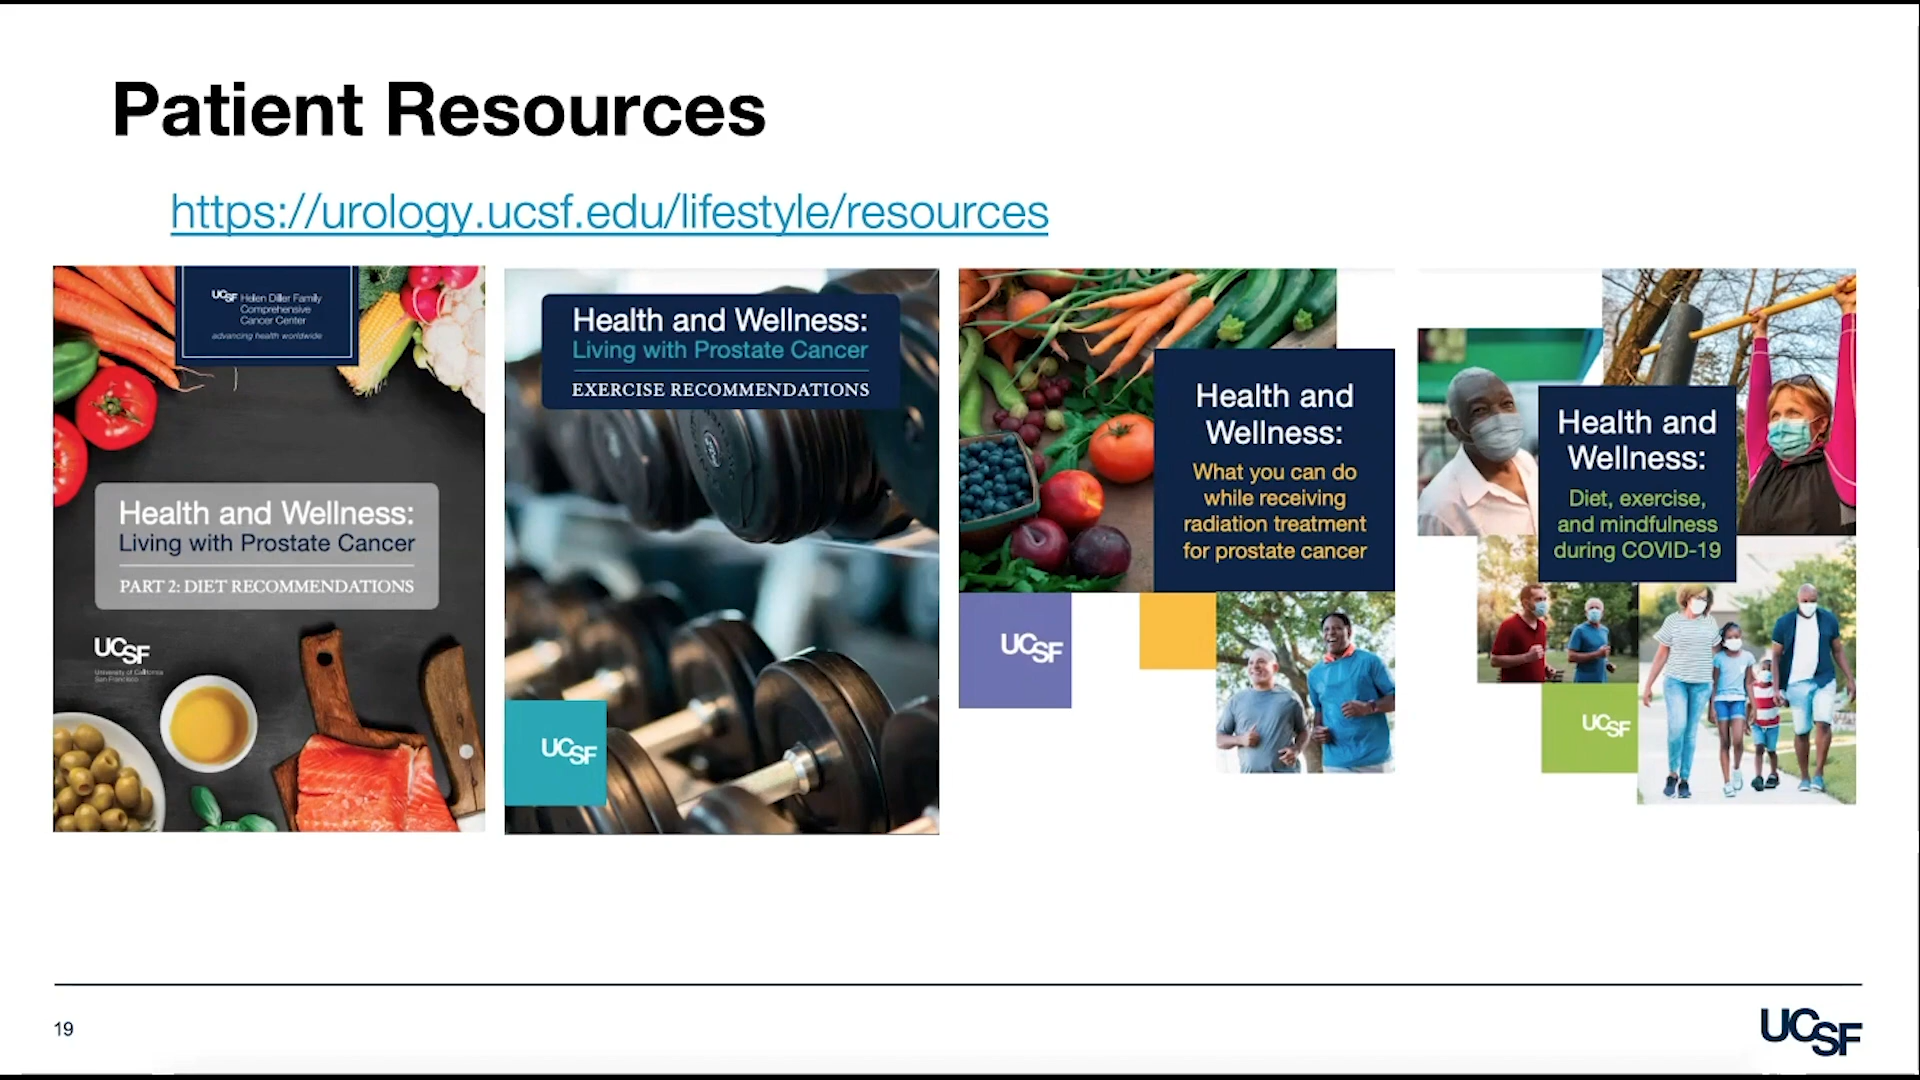 Patient Resources
https://urology.ucsf.edu/lifestyle/resources
UCSF Helen Diller Family
Comprehensive
Cancer Center
advancing health worldwide
Health and Wellness:
Living with Prostate Cancer
PART 2: DIET RECOMMENDATIONS
UCSF
University of California
San Francisco
Health and Wellness:
Living with Prostate Cancer
EXERCISE RECOMMENDATIONS
UCSF
Health and
Wellness:
What you can do
while receiving
radiation treatment
for prostate cancer
UCSF
Health and
Wellness:
Diet, exercise,
and mindfulness
during COVID-19
UCSF
19
UCSF